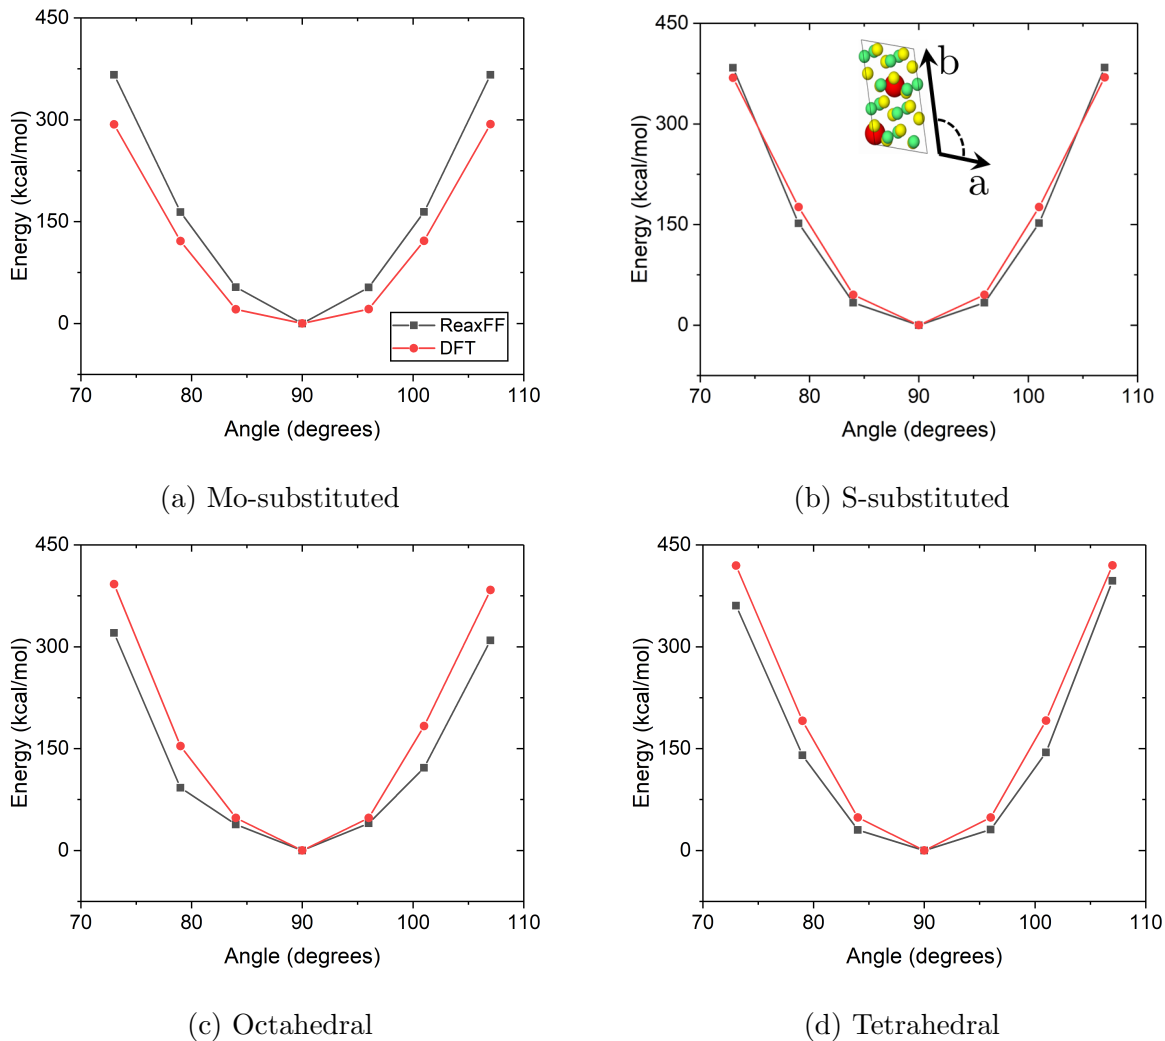 450
300
150
0
Energy (kcal/mol)
70 80 90 100 110
Angle (degrees)
ReaxFF
DFT
(a) Mo-substituted
450
300
150
0
Energy (kcal/mol)
70 80 90 100 110
Angle (degrees)
b
a
(b) S-substituted
450
300
150
0
Energy (kcal/mol)
70 80 90 100 110
Angle (degrees)
(c) Octahedral
450
300
150
0
Energy (kcal/mol)
70 80 90 100 110
Angle (degrees)
(d) Tetrahedral